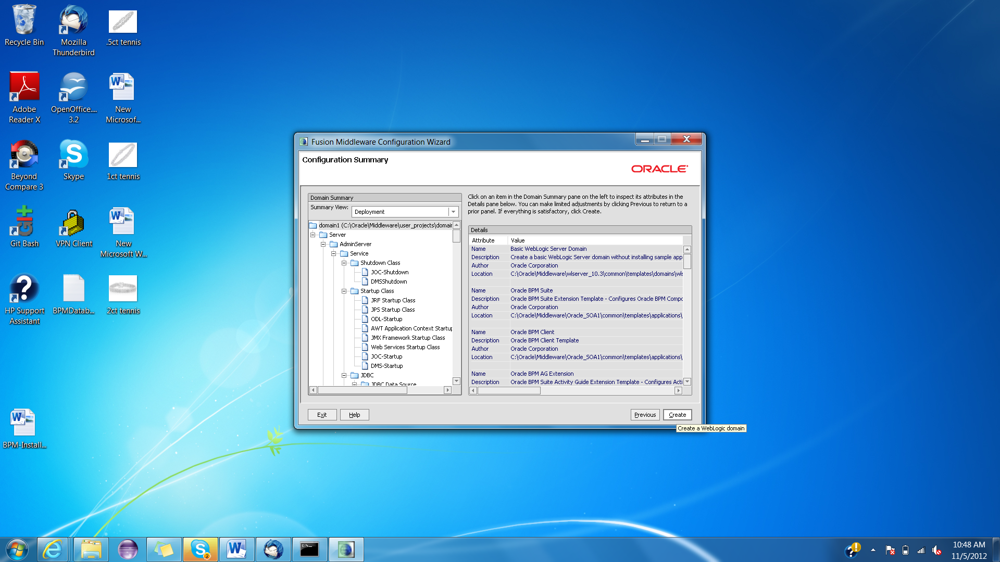 Recycle Bin
Mozilla
Thunderbird
.5ct tennis
Adobe
Reader X
OpenOffice....
3.2
New
Microsof...
Beyond
Compare 3
Skype
1ct tennis
Git Bash
VPN Client
New
Microsoft W...
HP Support
Assistant
BPMDatab...
2ct tennis
BPM-Install...
Fusion Middleware Configuration Wizard
Configuration Summary
ORACLE
Domain Summary
Summary View:
Deployment
domain1 (C:\Oracle\Middleware\user_projects\domair
Server
AdminServer
Service
Shutdown Class
JOC-Shutdown
DMSShutdown
Startup Class
JRF Startup Class
JPS Startup Class
ODL-Startup
AWT Application Context Startup
JMX Framework Startup Class
Web Services Startup Class
JOC-Startup
DMS-Startup
JDBC
JDBC Data Source
Click on an item in the Domain Summary pane on the left to inspect its attributes in the
Details pane below. You can make limited adjustments by clicking Previous to return to a
prior panel. If everything is satisfactory, click Create.
Details
Attribute Value
Name Basic WebLogic Server Domain
Description Create a basic WebLogic Server domain without installing sample app
Author Oracle Corporation
Location C:\Oracle\Middleware\wlserver_10.3\common\templates\domains\wls
Name Oracle BPM Suite
Description Oracle BPM Suite Extension Template - Configures Oracle BPM Compo
Author Oracle Corporation
Location C:\Oracle\Middleware\Oracle_SOA1\common\templates\applications\
Name Oracle BPM Client
Description Oracle BPM Client Template
Author Oracle Corporation
Location C:\Oracle\Middleware\Oracle_SOA1\common\templates\applications\
Name Oracle BPM AG Extension
Description Oracle BPM Suite Activity Guide Extension Template - Configures Acti
Exit
Help
Previous
Create
Create a WebLogic domain
2
10:48 AM
11/5/2012